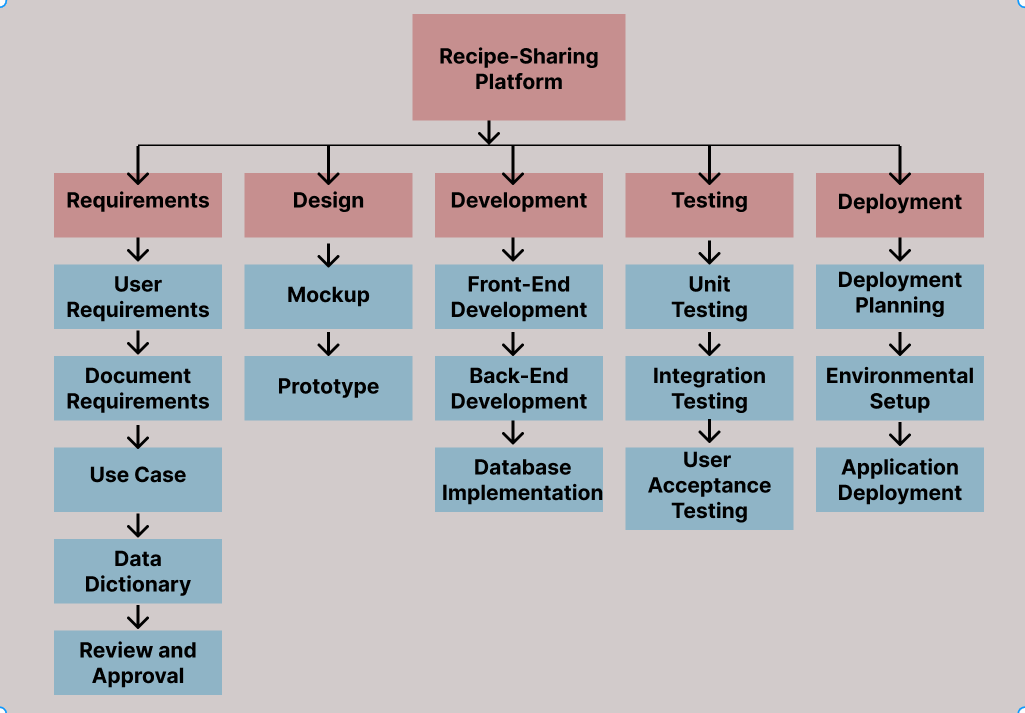 Recipe-Sharing
Platform
Requirements
Design
Development
Testing
Deployment
User
Requirements
Mockup
Front-End
Development
Unit
Testing
Deployment
Planning
Document
Requirements
Prototype
Back-End
Development
Integration
Testing
Environmental
Setup
Use Case
Database
Implementation
User
Acceptance
Testing
Application
Deployment
Data
Dictionary
Review and
Approval